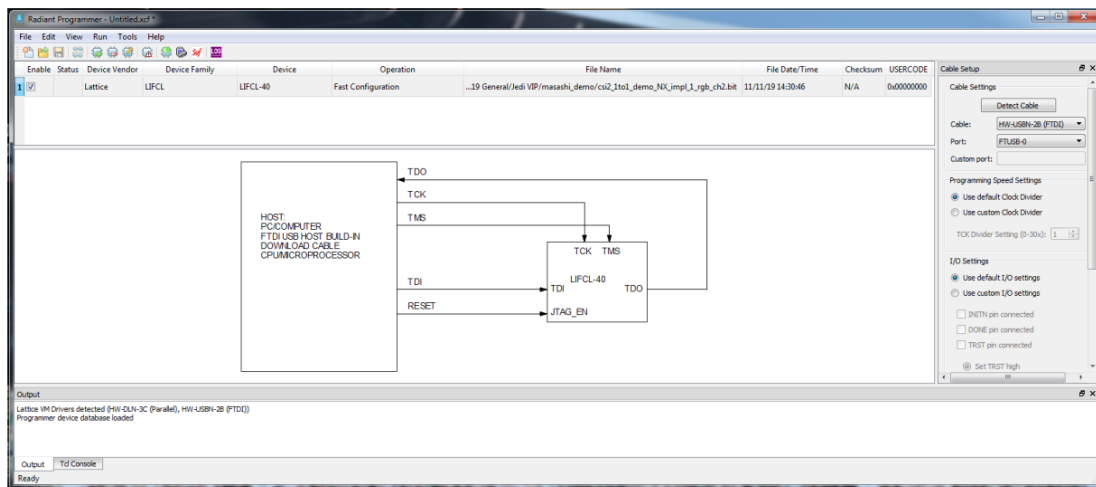 Radiant Programmer - Untitled.xcf *
File Edit View Run Tools Help
LOG
Enable Status Device Vendor Device Family Device Operation File Name File Date/Time Checksum USERCODE
1 Lattice LIFCL LIFCL-40 Fast Configuration ...19 General/Jedi VIP/masashi_demo/csi2_1to1_demo_NX_impl_1_rgb_ch2.bit 11/11/19 14:30:46 N/A 0x00000000
Cable Setup
Cable Settings
Detect Cable
Cable: HW-USBN-2B (FTDI)
Port: FTUSB-0
Custom port:
Programming Speed Settings
Use default Clock Divider
Use custom Clock Divider
TCK Divider Setting (0-30x): 1
I/O Settings
Use default I/O settings
Use custom I/O settings
INITN pin connected
DONE pin connected
TRST pin connected
Set TRST high
TDO
TCK
TMS
HOST:
PC/COMPUTER
FTDI USB HOST BUILD-IN
DOWNLOAD CABLE
CPU/MICROPROCESSOR
TCK TMS
LIFCL-40
TDI
TDI TDO
RESET
JTAG_EN
Output
Lattice VM Drivers detected (HW-DLN-3C (Parallel), HW-USBN-2B (FTDI))
Programmer device database loaded
Output Tcl Console
Ready